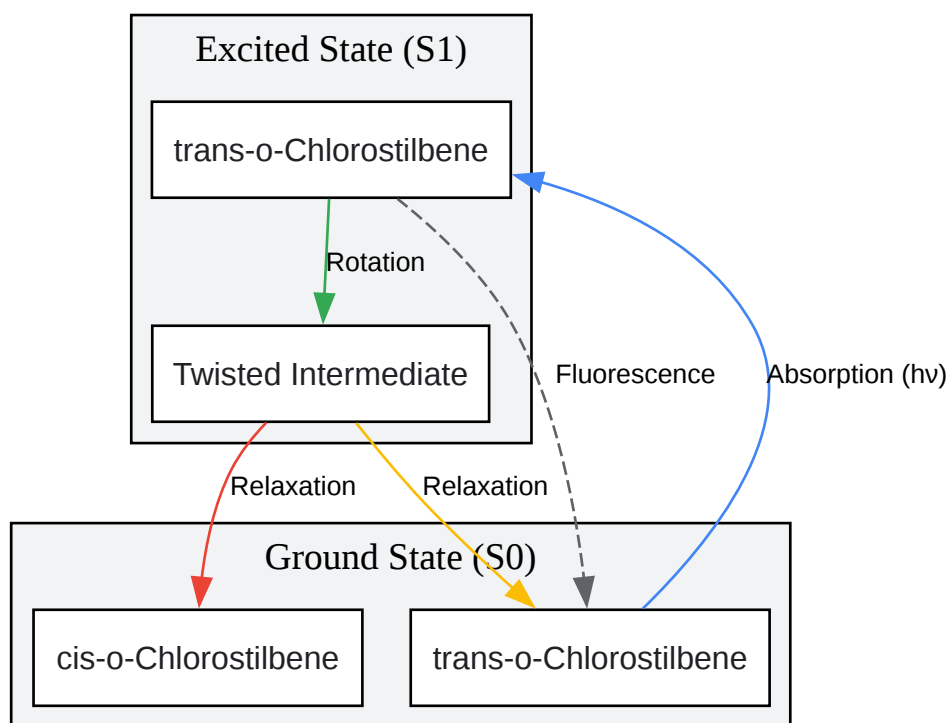 Excited State (S1)
trans-o-Chlorostilbene
Rotation
Twisted Intermediate
Fluorescence
Absorption (hν)
Relaxation
Relaxation
Ground State (S0)
cis-o-Chlorostilbene
trans-o-Chlorostilbene